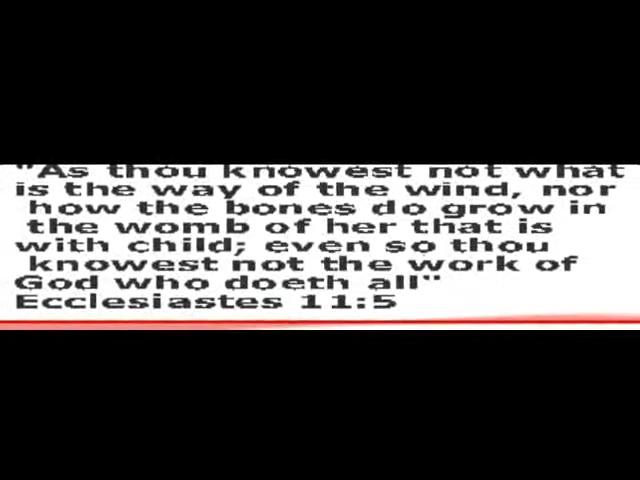 "As thou knowest not what
is the way of the wind, nor
how the bones do grow in
the womb of her that is
with child; even so thou
knowest not the work of
God who doeth all"
Ecclesiastes 11:5